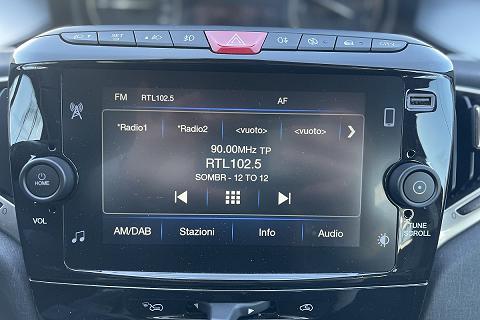 SET
FM RTL102.5 AF
*Radio1 *Radio2 <vuoto> <vuoto>
90.00MHz TP
RTL102.5
SOMBR - 12 TO 12
HOME
VOL
TUNE
SCROLL
AM/DAB Stazioni Info Audio